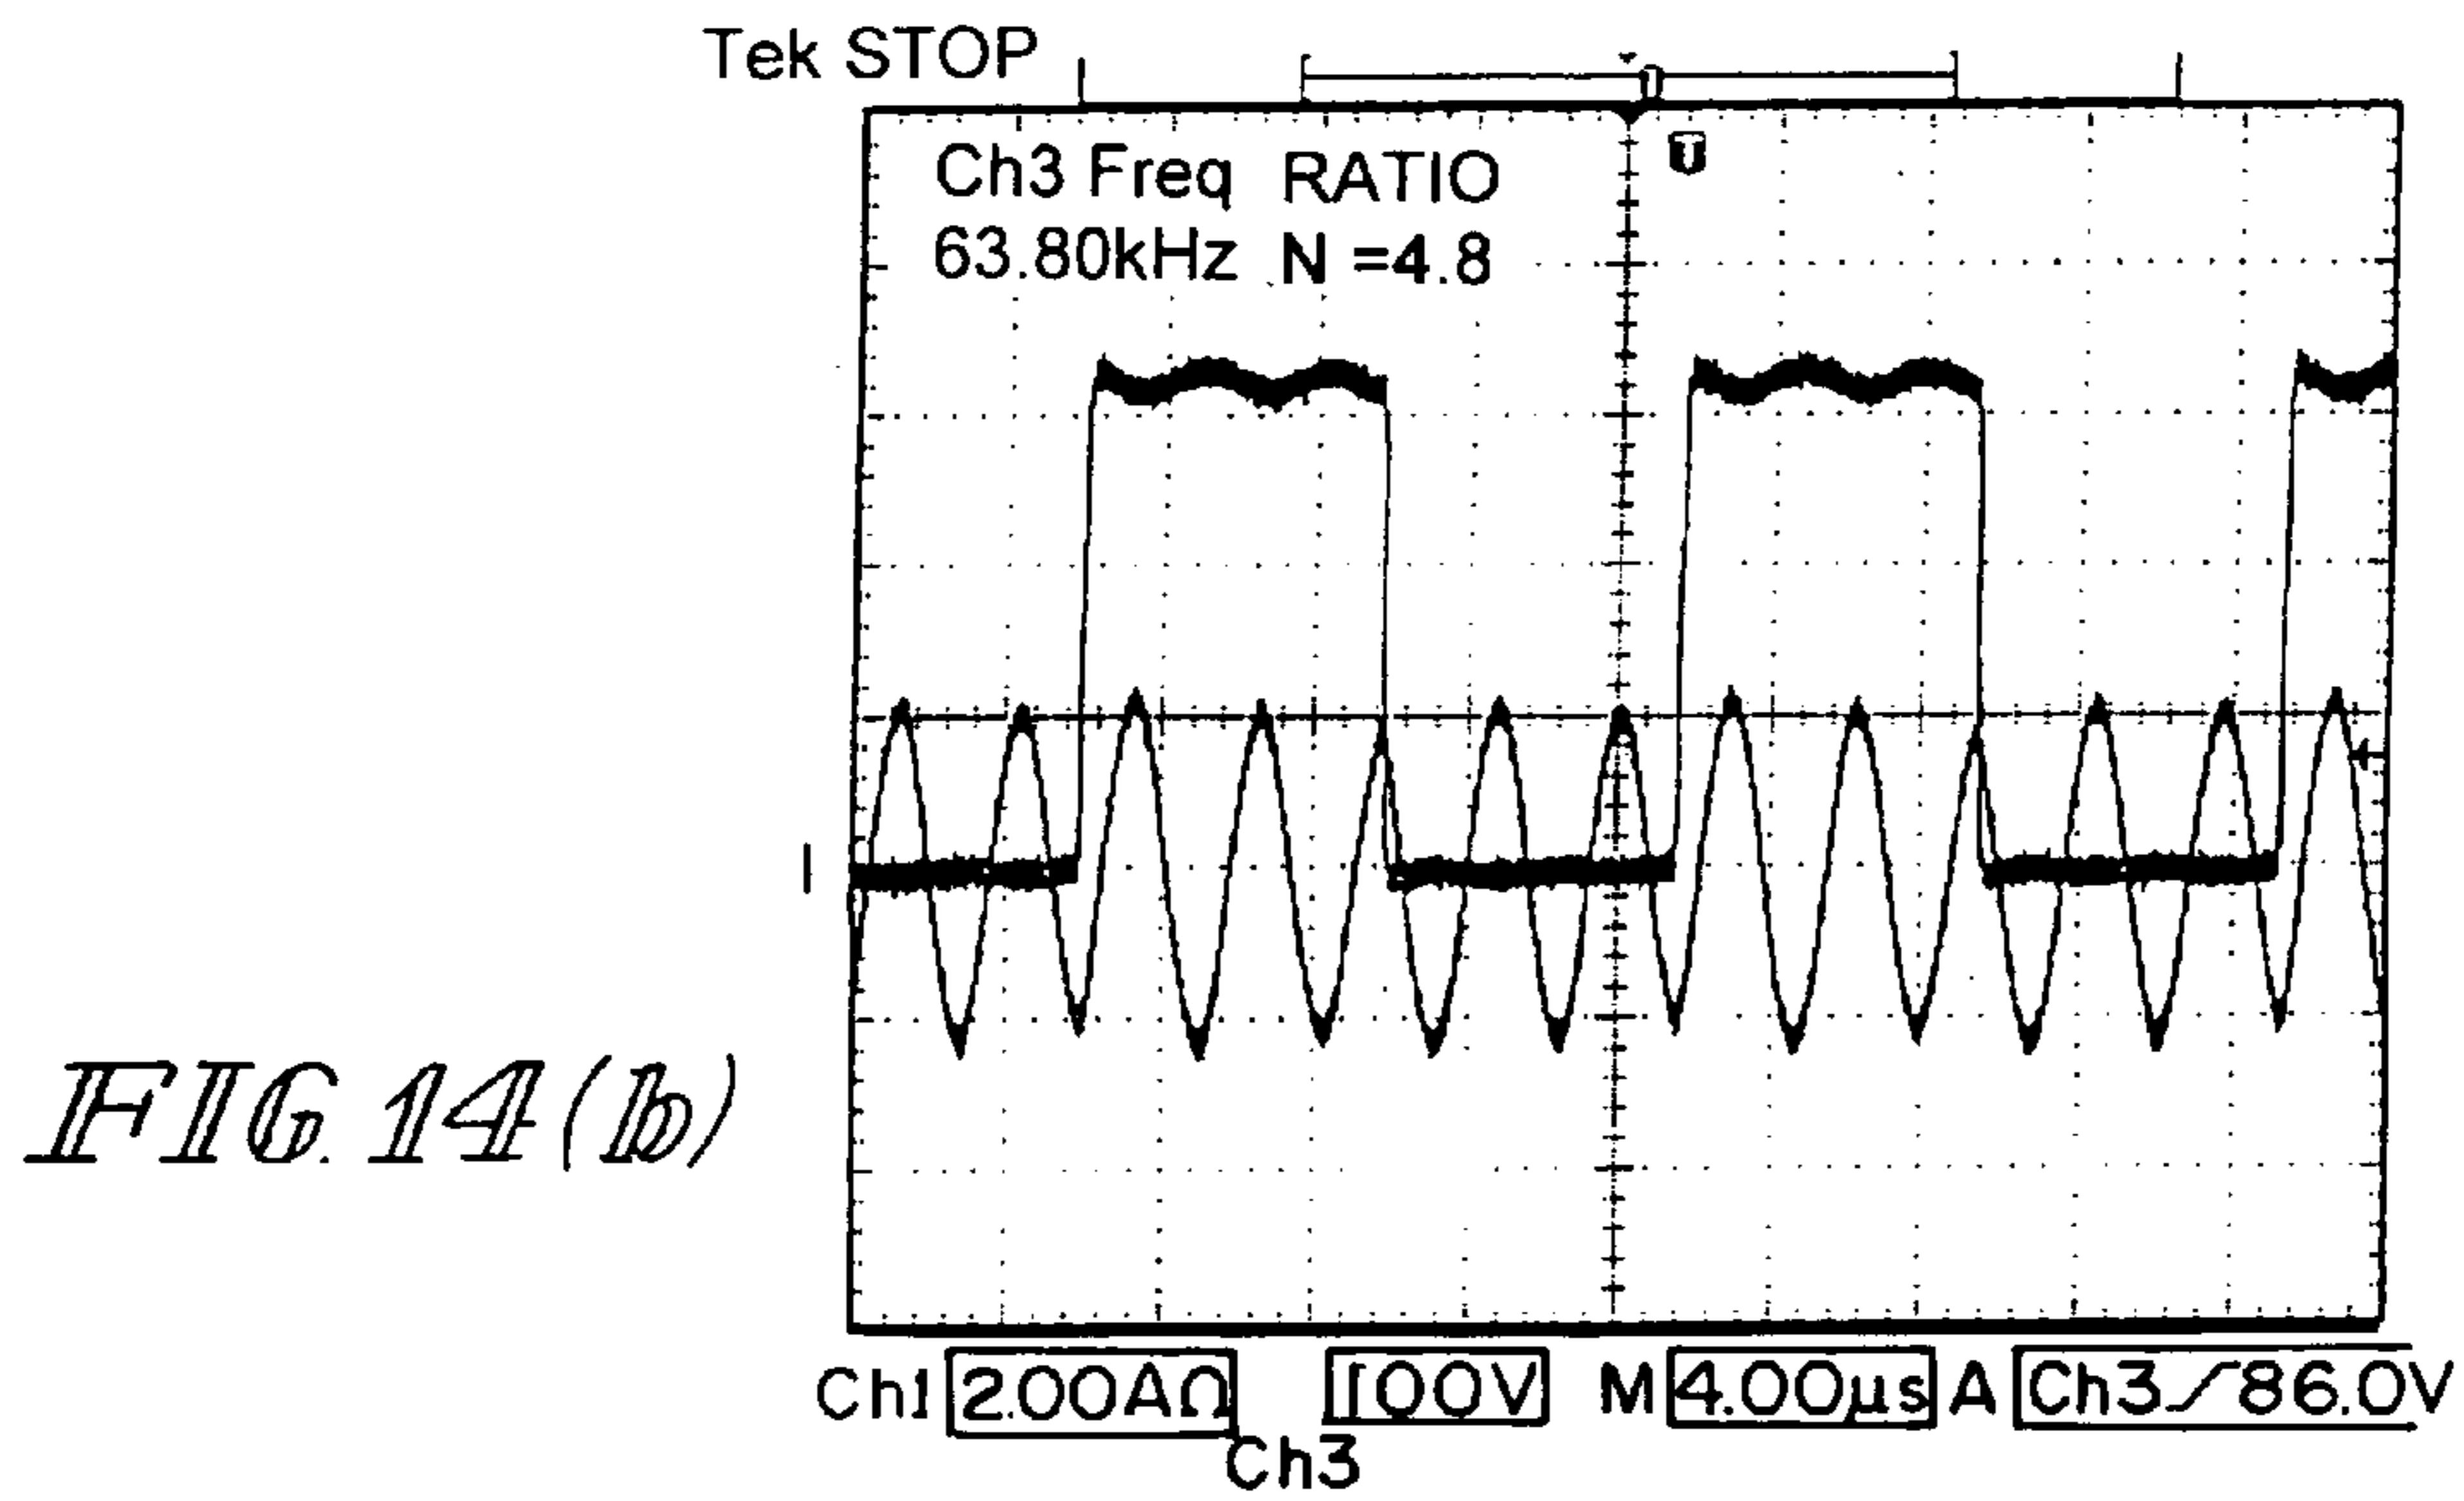 Tek STOP
T
Ch3 Freq RATIO
63.80kHz N =4.8
FIG. 14(b)
Ch1 2.00AΩ 100V M 4.00µs A Ch3 / 86.0V
Ch3